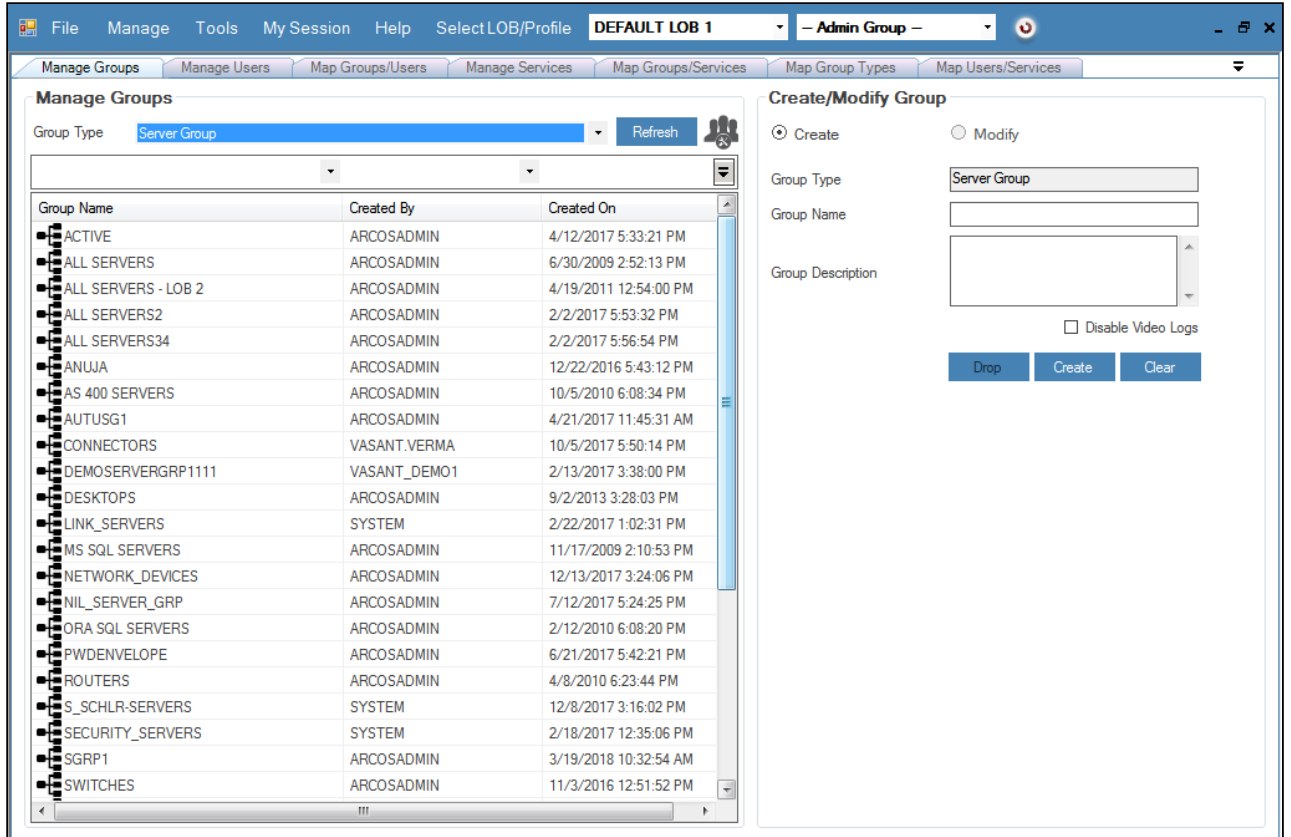 File Manage Tools My Session Help Select LOB/Profile DEFAULT LOB 1 -- Admin Group --
Manage Groups Manage Users Map Groups/Users Manage Services Map Groups/Services Map Group Types Map Users/Services
Manage Groups
Group Type Server Group Refresh
Group Name Created By Created On
ACTIVE ARCOSADMIN 4/12/2017 5:33:21 PM
ALL SERVERS ARCOSADMIN 6/30/2009 2:52:13 PM
ALL SERVERS - LOB 2 ARCOSADMIN 4/19/2011 12:54:00 PM
ALL SERVERS2 ARCOSADMIN 2/2/2017 5:53:32 PM
ALL SERVERS34 ARCOSADMIN 2/2/2017 5:56:54 PM
ANUJA ARCOSADMIN 12/22/2016 5:43:12 PM
AS 400 SERVERS ARCOSADMIN 10/5/2010 6:08:34 PM
AUTUSG1 ARCOSADMIN 4/21/2017 11:45:31 AM
CONNECTORS VASANT.VERMA 10/5/2017 5:50:14 PM
DEMOSERVERGRP1111 VASANT_DEMO1 2/13/2017 3:38:00 PM
DESKTOPS ARCOSADMIN 9/2/2013 3:28:03 PM
LINK_SERVERS SYSTEM 2/22/2017 1:02:31 PM
MS SQL SERVERS ARCOSADMIN 11/17/2009 2:10:53 PM
NETWORK_DEVICES ARCOSADMIN 12/13/2017 3:24:06 PM
NIL_SERVER_GRP ARCOSADMIN 7/12/2017 5:24:25 PM
ORA SQL SERVERS ARCOSADMIN 2/12/2010 6:08:20 PM
PWDENVELOPE ARCOSADMIN 6/21/2017 5:42:21 PM
ROUTERS ARCOSADMIN 4/8/2010 6:23:44 PM
S_SCHLR-SERVERS SYSTEM 12/8/2017 3:16:02 PM
SECURITY_SERVERS SYSTEM 2/18/2017 12:35:06 PM
SGRP1 ARCOSADMIN 3/19/2018 10:32:54 AM
SWITCHES ARCOSADMIN 11/3/2016 12:51:52 PM
Create/Modify Group
Create Modify
Group Type Server Group
Group Name
Group Description
Disable Video Logs
Drop Create Clear